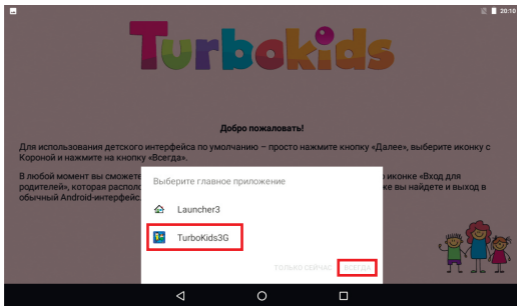 20:10
Turbokids
Добро пожаловать!
Для использования детского интерфейса по умолчанию – просто нажмите кнопку «Далее», выберите иконку с
Короной и нажмите на кнопку «Всегда».
В любой момент вы сможете иконке «Вход для
родителей», которая располо же вы найдете и выход в
обычный Android-интерфейс.
Выберите главное приложение
Launcher3
TurboKids3G
ТОЛЬКО СЕЙЧАС ВСЕГДА